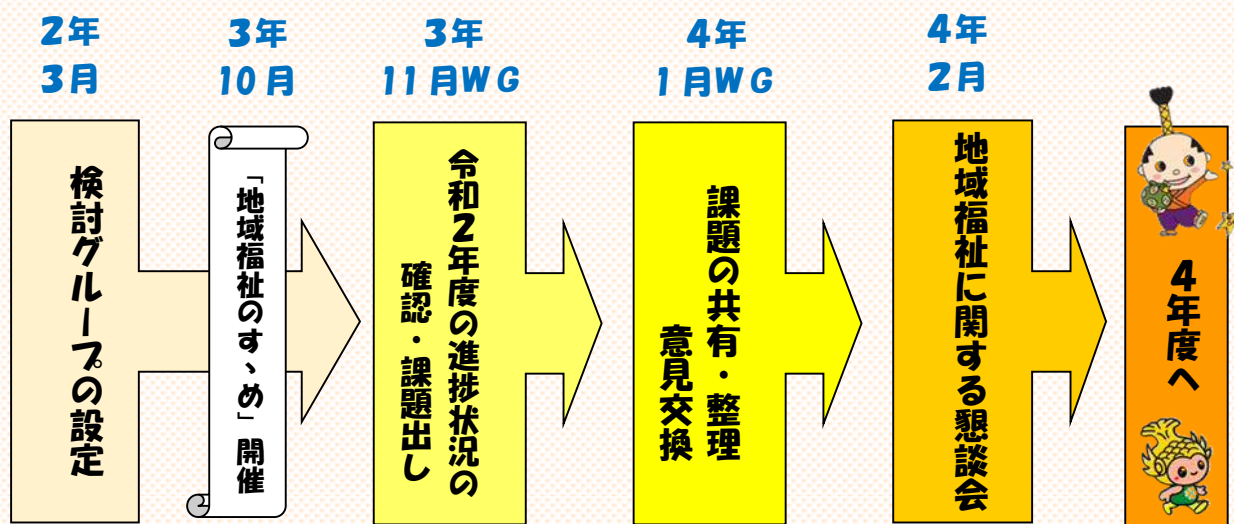 2年
3月
3年
10月
3年
11月WG
4年
1月WG
4年
2月
検討グループの設定
「地域福祉のすゝめ」開催
令和2年度の進捗状況の
確認・課題出し
課題の共有・整理
意見交換
地域福祉に関する懇談会
4年度へ